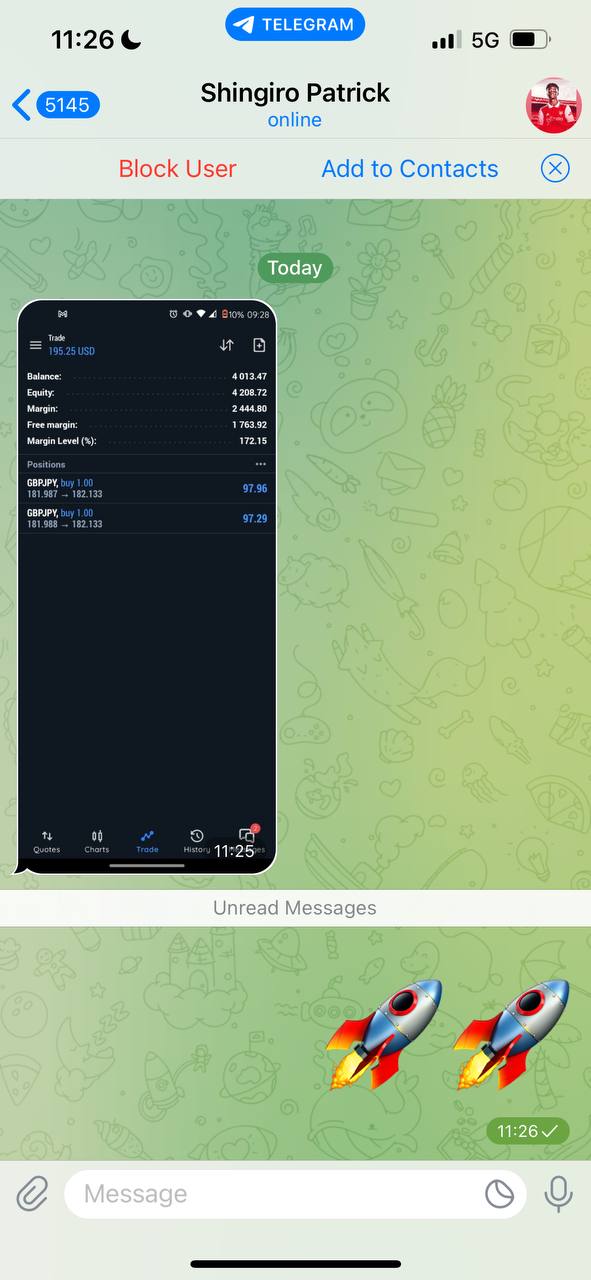 11:26
TELEGRAM
5G
5145
Shingiro Patrick
online
Block User
Add to Contacts
Today
10% 09:28
Trade
195.25 USD
Balance: 4 013.47
Equity: 4 208.72
Margin: 2 444.80
Free margin: 1 763.92
Margin Level (%): 172.15
Positions
GBPJPY, buy 1.00
181.987 → 182.133 97.96
GBPJPY, buy 1.00
181.988 → 182.133 97.29
2
Quotes Charts Trade History
11:25
Unread Messages
11:26
Message